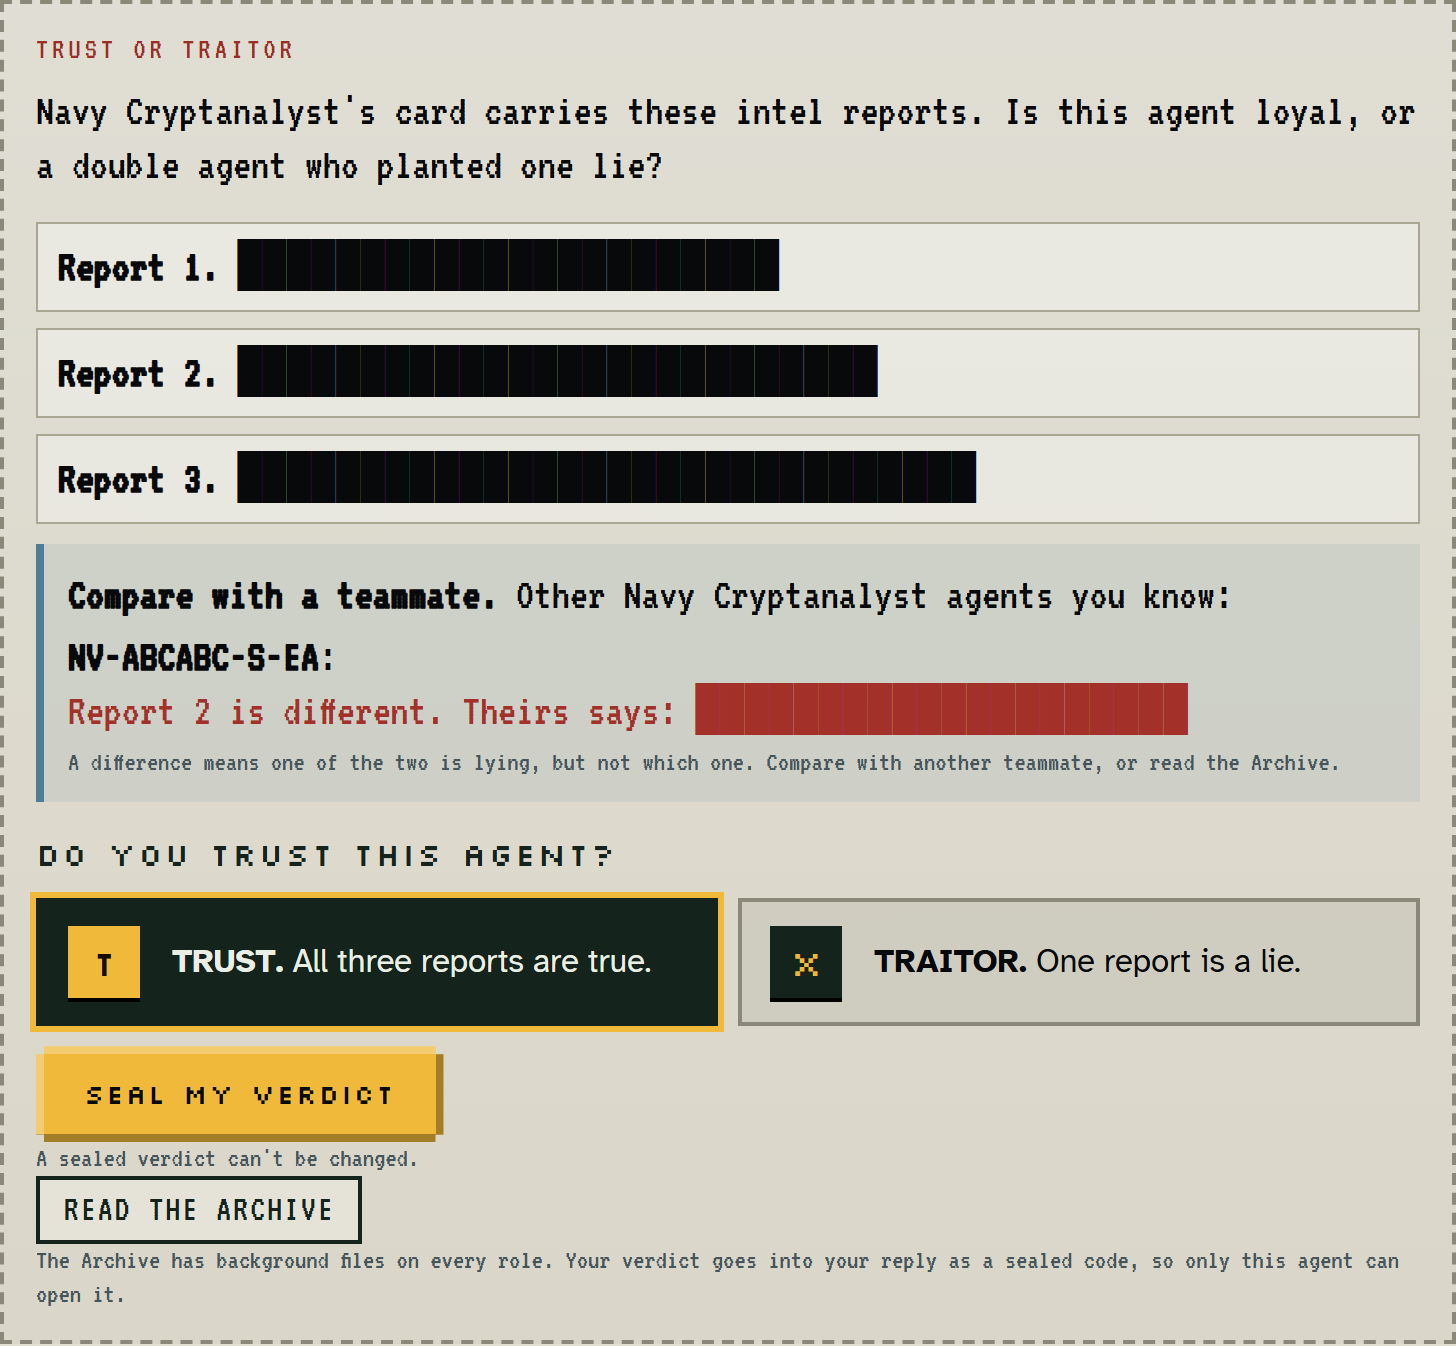 TRUST OR TRAITOR
Navy Cryptanalyst's card carries these intel reports. Is this agent loyal, or
a double agent who planted one lie?
Report 1.
Report 2.
Report 3.
Compare with a teammate. Other Navy Cryptanalyst agents you know:
NV-ABCABC-S-EA:
Report 2 is different. Theirs says:
A difference means one of the two is lying, but not which one. Compare with another teammate, or read the Archive.
DO YOU TRUST THIS AGENT?
T TRUST. All three reports are true.
X TRAITOR. One report is a lie.
SEAL MY VERDICT
A sealed verdict can't be changed.
READ THE ARCHIVE
The Archive has background files on every role. Your verdict goes into your reply as a sealed code, so only this agent can
open it.